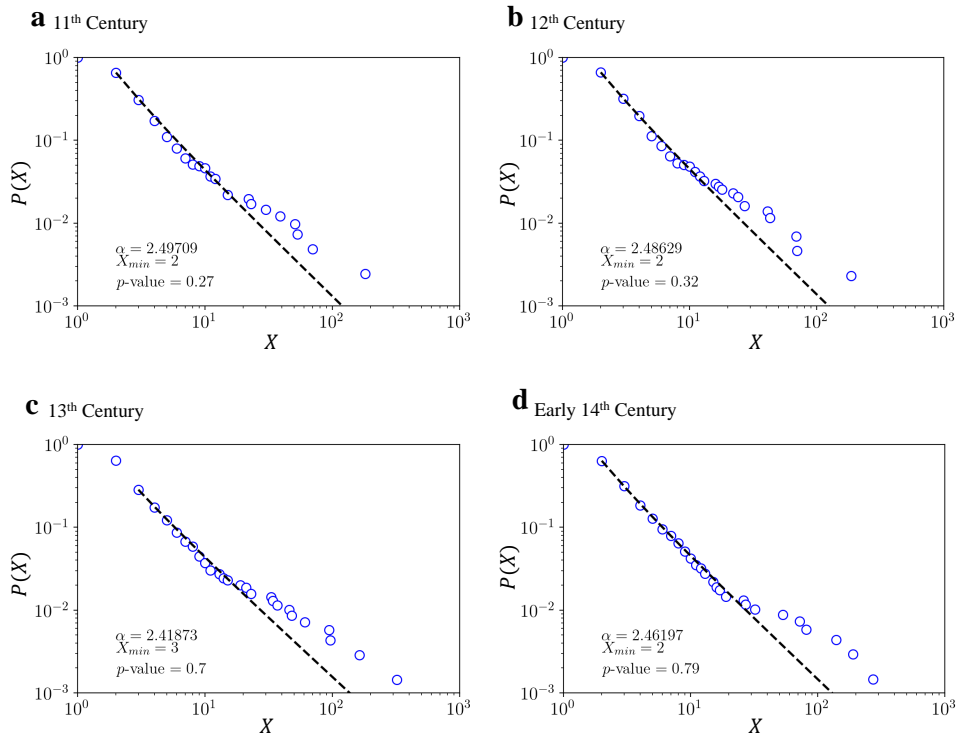 a 11th Century
b 12th Century
10^0
10^-1
10^-2
10^-3
P(X)
α = 2.49709
X_min = 2
p-value = 0.27
10^0
10^1
10^2
10^3
X
10^0
10^-1
10^-2
10^-3
P(X)
α = 2.48629
X_min = 2
p-value = 0.32
10^0
10^1
10^2
10^3
X
c 13th Century
d Early 14th Century
10^0
10^-1
10^-2
10^-3
P(X)
α = 2.41873
X_min = 3
p-value = 0.7
10^0
10^1
10^2
10^3
X
10^0
10^-1
10^-2
10^-3
P(X)
α = 2.46197
X_min = 2
p-value = 0.79
10^0
10^1
10^2
10^3
X